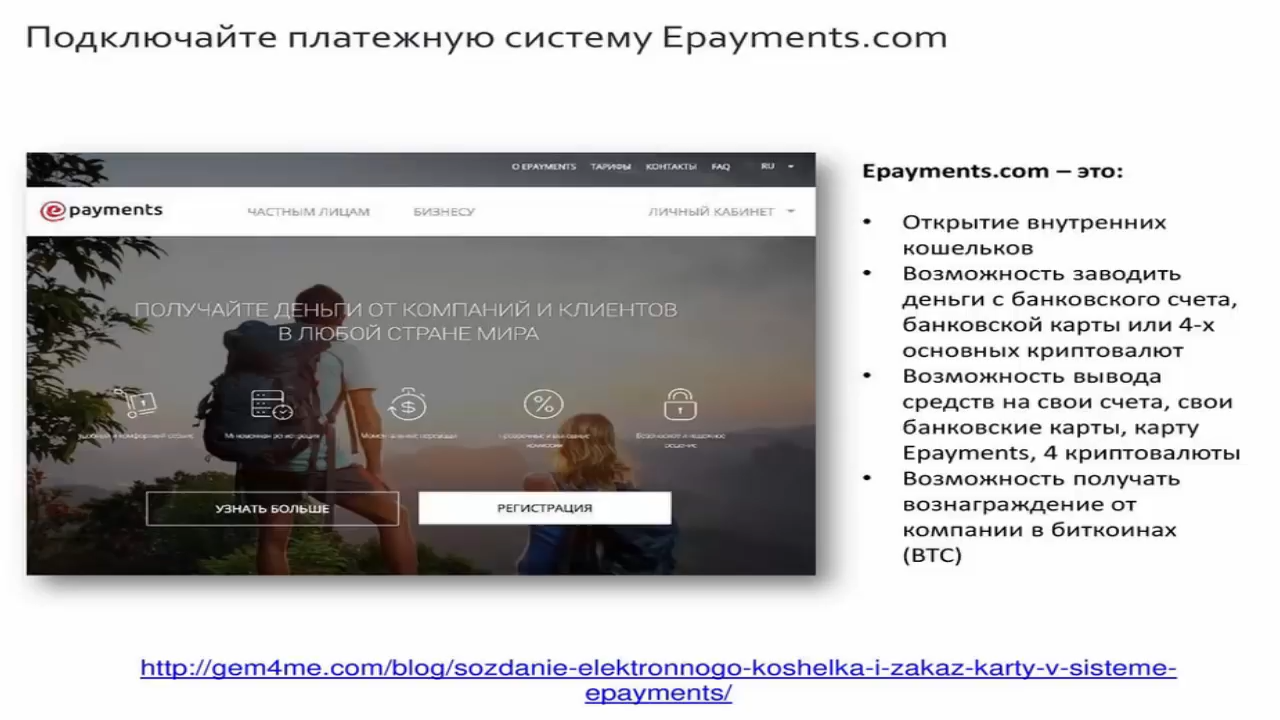 Подключайте платежную систему Epayments.com
О EPAYMENTS ТАРИФЫ КОНТАКТЫ FAQ RU
epayments ЧАСТНЫМ ЛИЦАМ БИЗНЕСУ ЛИЧНЫЙ КАБИНЕТ
ПОЛУЧАЙТЕ ДЕНЬГИ ОТ КОМПАНИЙ И КЛИЕНТОВ
В ЛЮБОЙ СТРАНЕ МИРА
УЗНАТЬ БОЛЬШЕ РЕГИСТРАЦИЯ
Epayments.com – это:
• Открытие внутренних
кошельков
• Возможность заводить
деньги с банковского счета,
банковской карты или 4-х
основных криптовалют
• Возможность вывода
средств на свои счета, свои
банковские карты, карту
Epayments, 4 криптовалюты
• Возможность получать
вознаграждение от
компании в биткоинах
(BTC)
http://gem4me.com/blog/sozdanie-elektronnogo-koshelka-i-zakaz-karty-v-sisteme-
epayments/